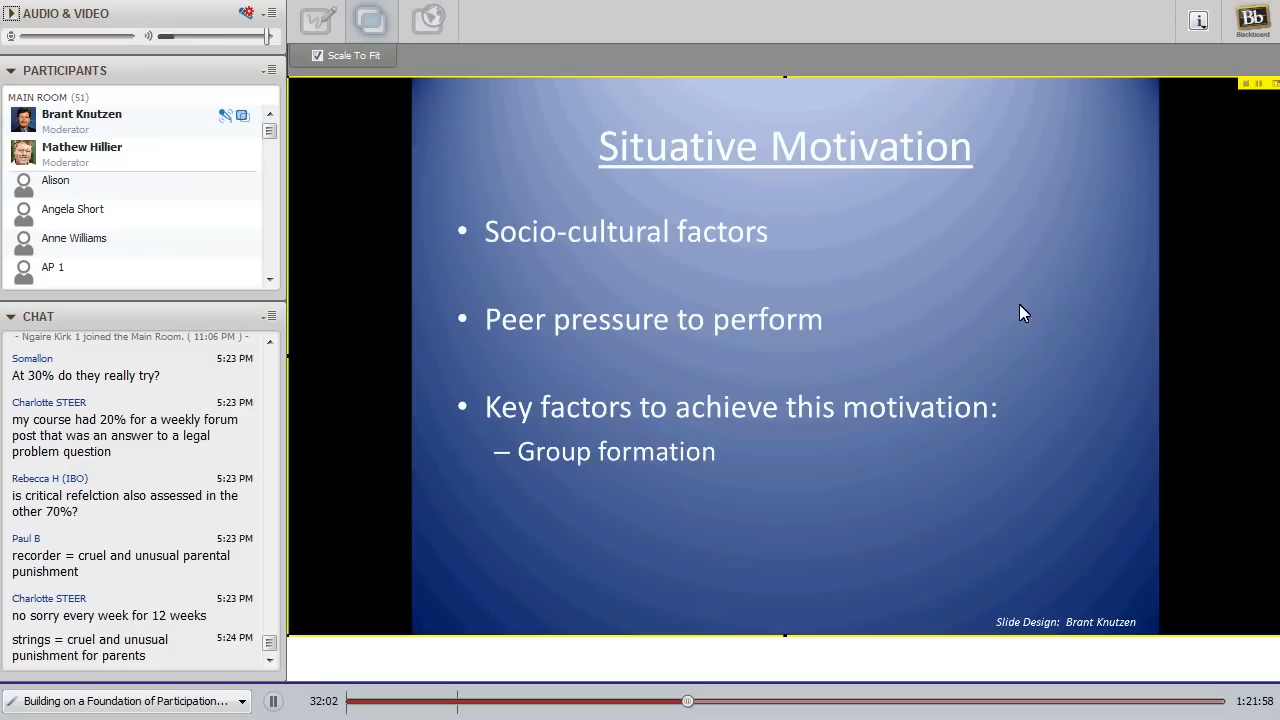 AUDIO & VIDEO
PARTICIPANTS
MAIN ROOM (51)
Brant Knutzen
Moderator
Mathew Hillier
Moderator
Alison
Angela Short
Anne Williams
AP 1
CHAT
- Ngaire Kirk 1 joined the Main Room. ( 11:06 PM ) -
Somallon 5:23 PM
At 30% do they really try?
Charlotte STEER 5:23 PM
my course had 20% for a weekly forum
post that was an answer to a legal
problem question
Rebecca H (IBO) 5:23 PM
is critical refelction also assessed in the
other 70%?
Paul B 5:23 PM
recorder = cruel and unusual parental
punishment
Charlotte STEER 5:23 PM
no sorry every week for 12 weeks
strings = cruel and unusual 5:24 PM
punishment for parents
Scale To Fit
Bb
Blackboard
Situative Motivation
• Socio-cultural factors
• Peer pressure to perform
• Key factors to achieve this motivation:
– Group formation
Slide Design: Brant Knutzen
Building on a Foundation of Participation...
32:02
1:21:58